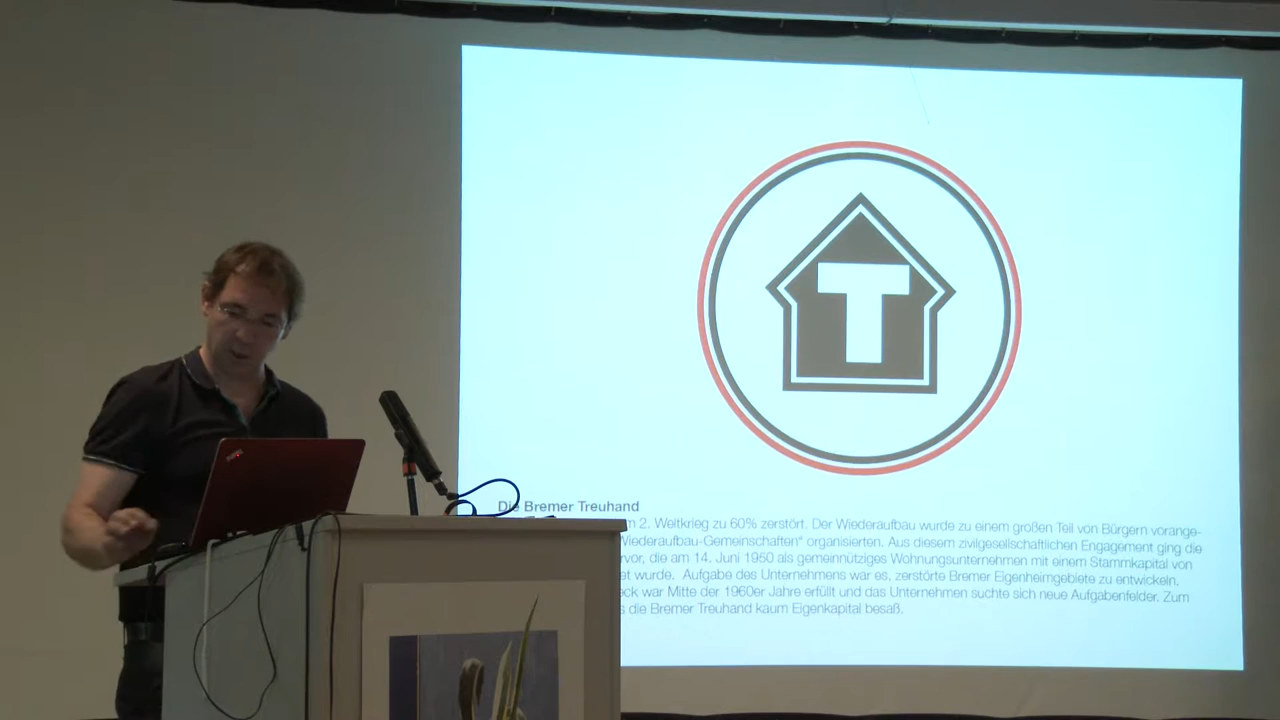 T
Die Bremer Treuhand
2. Weltkrieg zu 60% zerstört. Der Wiederaufbau wurde zu einem großen Teil von Bürgern vorange-
Wiederaufbau-Gemeinschaften“ organisierten. Aus diesem zivilgesellschaftlichen Engagement ging die
die am 14. Juni 1950 als gemeinnütziges Wohnungsunternehmen mit einem Stammkapital von
wurde. Aufgabe des Unternehmens war es, zerstörte Bremer Eigenheimgebiete zu entwickeln.
war Mitte der 1960er Jahre erfüllt und das Unternehmen suchte sich neue Aufgabenfelder. Zum
die Bremer Treuhand kaum Eigenkapital besaß.